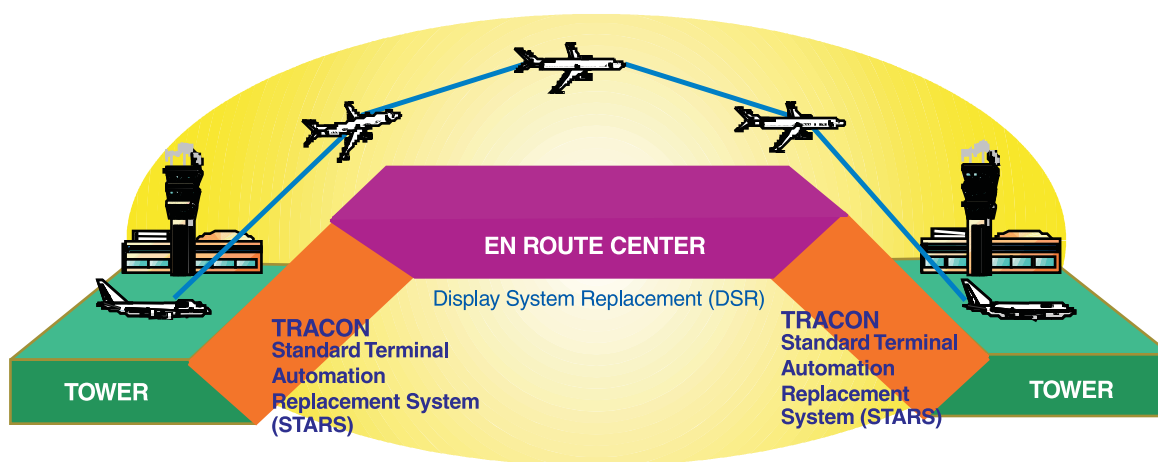 EN ROUTE CENTER
Display System Replacement (DSR)
TRACON
Standard Terminal
Automation
Replacement System
(STARS)
TRACON
Standard Terminal
Automation
Replacement
System (STARS)
TOWER
TOWER